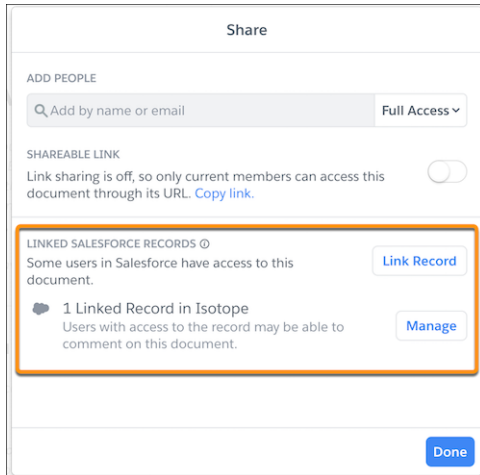 Share
ADD PEOPLE
Add by name or email
Full Access
SHAREABLE LINK
Link sharing is off, so only current members can access this
document through its URL. Copy link.
LINKED SALESFORCE RECORDS
Some users in Salesforce have access to this
document.
Link Record
1 Linked Record in Isotope
Users with access to the record may be able to
comment on this document.
Manage
Done